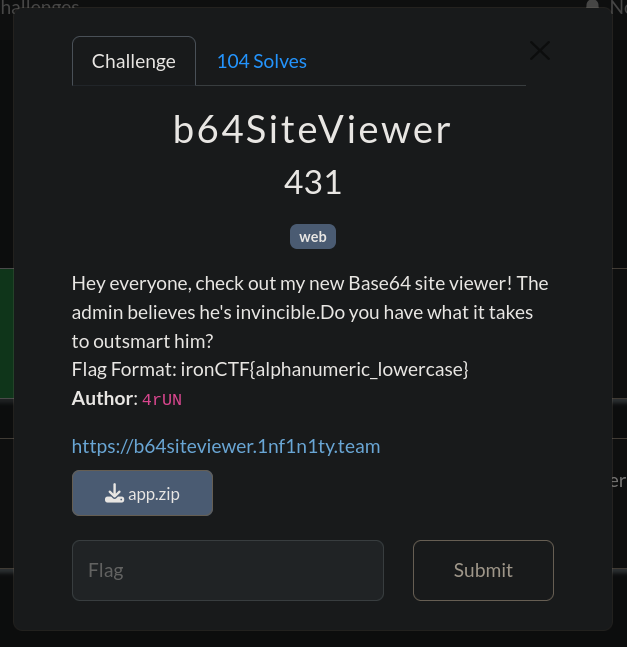 hallenges
No
Challenge
104 Solves
b64SiteViewer
431
web
Hey everyone, check out my new Base64 site viewer! The
admin believes he's invincible.Do you have what it takes
to outsmart him?
Flag Format: ironCTF{alphanumeric_lowercase}
Author: 4rUN
https://b64siteviewer.1nf1n1ty.team
er
app.zip
Flag
Submit